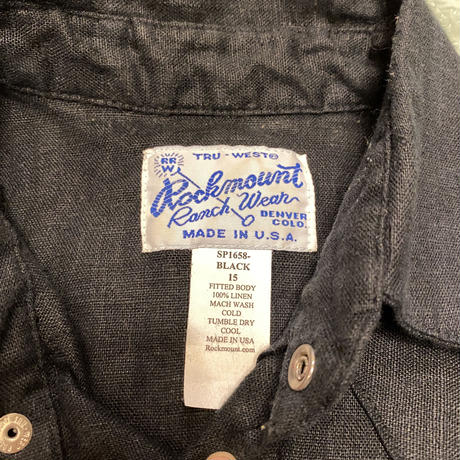 TRU-WEST®
RR
W
Rockmount
Ranch Wear
DENVER
COLO.
MADE IN U.S.A.
SP1658-
BLACK
15
FITTED BODY
100% LINEN
MACH WASH
COLD
TUMBLE DRY
COOL
MADE IN USA
Rockmount.com